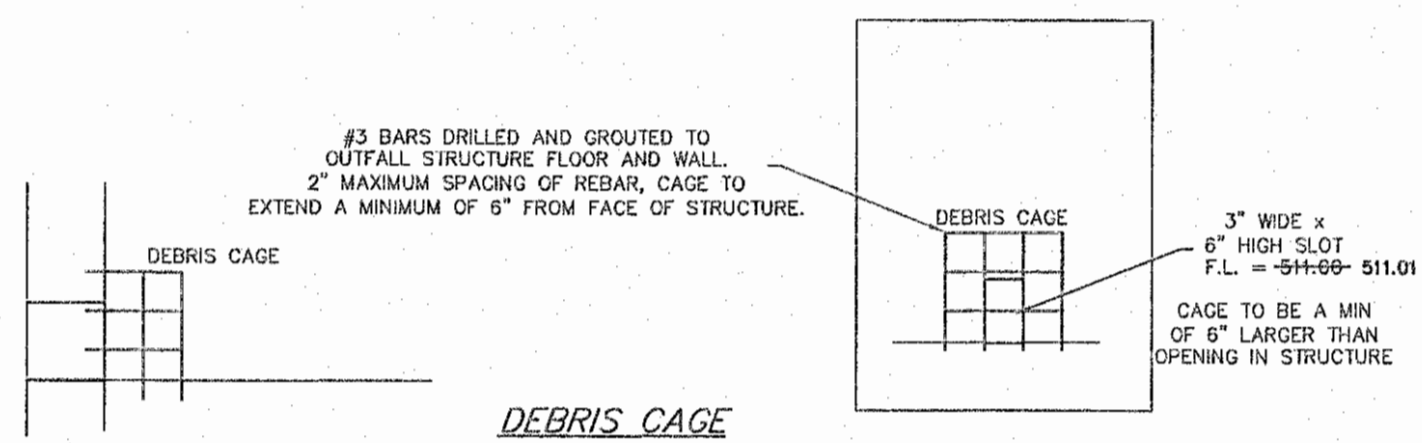 #3 BARS DRILLED AND GROUTED TO
OUTFALL STRUCTURE FLOOR AND WALL.
2" MAXIMUM SPACING OF REBAR, CAGE TO
EXTEND A MINIMUM OF 6" FROM FACE OF STRUCTURE.
DEBRIS CAGE
DEBRIS CAGE
3" WIDE x
6" HIGH SLOT
F.L. = 511.00 511.01
CAGE TO BE A MIN
OF 6" LARGER THAN
OPENING IN STRUCTURE
DEBRIS CAGE